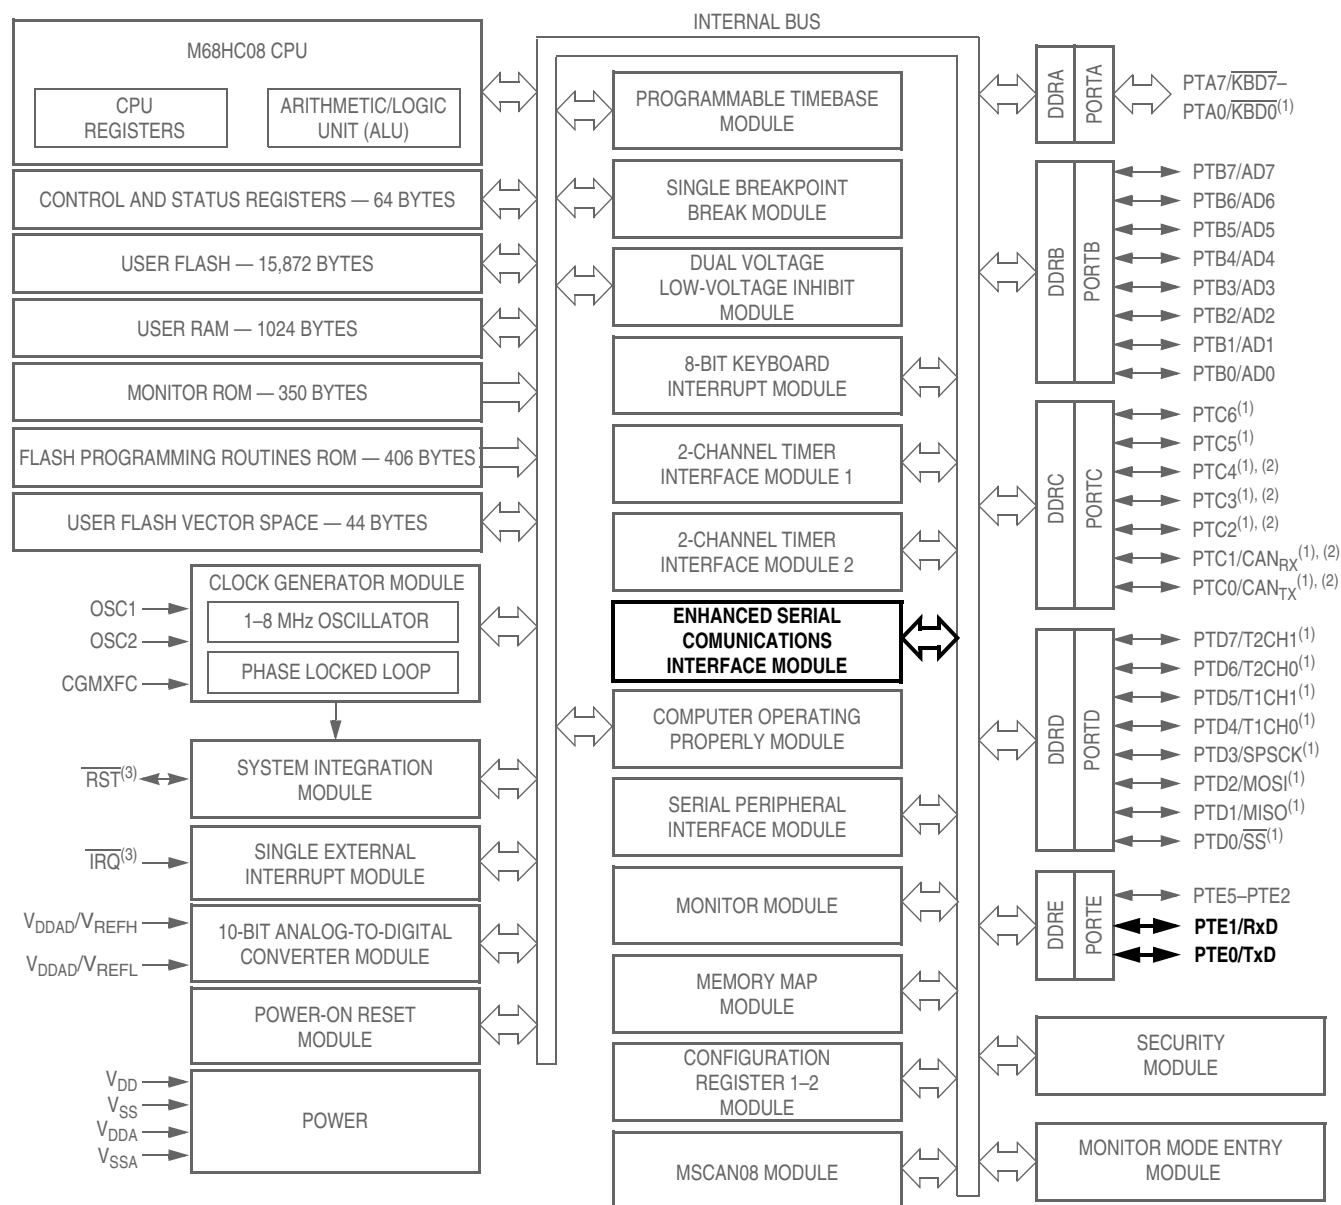 INTERNAL BUS
M68HC08 CPU
CPU
REGISTERS
ARITHMETIC/LOGIC
UNIT (ALU)
CONTROL AND STATUS REGISTERS — 64 BYTES
USER FLASH — 15,872 BYTES
USER RAM — 1024 BYTES
MONITOR ROM — 350 BYTES
FLASH PROGRAMMING ROUTINES ROM — 406 BYTES
USER FLASH VECTOR SPACE — 44 BYTES
CLOCK GENERATOR MODULE
1–8 MHz OSCILLATOR
PHASE LOCKED LOOP
OSC1
OSC2
CGMXFC
SYSTEM INTEGRATION
MODULE
RST(3)
SINGLE EXTERNAL
INTERRUPT MODULE
IRQ(3)
10-BIT ANALOG-TO-DIGITAL
CONVERTER MODULE
VDDAD/VREFH
VDDAD/VREFL
POWER-ON RESET
MODULE
POWER
VDD
VSS
VDDA
VSSA
PROGRAMMABLE TIMEBASE
MODULE
SINGLE BREAKPOINT
BREAK MODULE
DUAL VOLTAGE
LOW-VOLTAGE INHIBIT
MODULE
8-BIT KEYBOARD
INTERRUPT MODULE
2-CHANNEL TIMER
INTERFACE MODULE 1
2-CHANNEL TIMER
INTERFACE MODULE 2
ENHANCED SERIAL
COMUNICATIONS
INTERFACE MODULE
COMPUTER OPERATING
PROPERLY MODULE
SERIAL PERIPHERAL
INTERFACE MODULE
MONITOR MODULE
MEMORY MAP
MODULE
CONFIGURATION
REGISTER 1–2
MODULE
MSCAN08 MODULE
DDRA
PORTA
PTA7/KBD7–
PTA0/KBD0(1)
DDRB
PORTB
PTB7/AD7
PTB6/AD6
PTB5/AD5
PTB4/AD4
PTB3/AD3
PTB2/AD2
PTB1/AD1
PTB0/AD0
DDRC
PORTC
PTC6(1)
PTC5(1)
PTC4(1), (2)
PTC3(1), (2)
PTC2(1), (2)
PTC1/CANRX(1), (2)
PTC0/CANTX(1), (2)
DDRD
PORTD
PTD7/T2CH1(1)
PTD6/T2CH0(1)
PTD5/T1CH1(1)
PTD4/T1CH0(1)
PTD3/SPSCK(1)
PTD2/MOSI(1)
PTD1/MISO(1)
PTD0/SS(1)
DDRE
PORTE
PTE5–PTE2
PTE1/RxD
PTE0/TxD
SECURITY
MODULE
MONITOR MODE ENTRY
MODULE